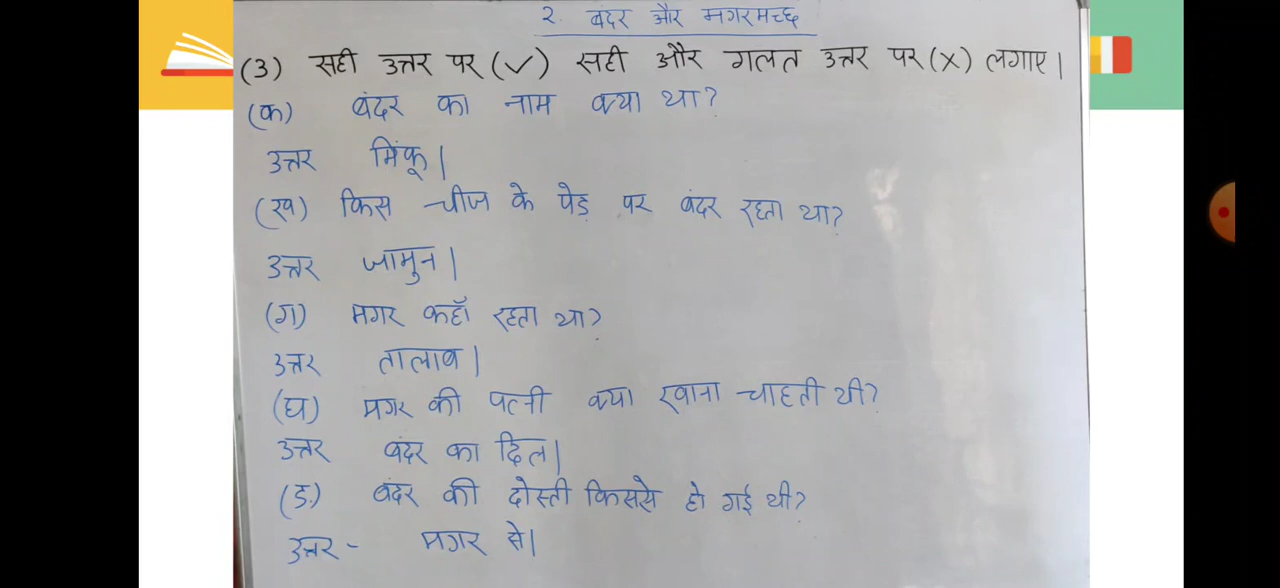 २. बंदर और मगरमच्छ
(3) सही उत्तर पर (✓) सही और गलत उत्तर पर (X) लगाए।
(क) बंदर का नाम क्या था?
उत्तर मिंकू।
(ख) किस चीज के पेड़ पर बंदर रहता था?
उत्तर जामुन।
(ग) मगर कहाँ रहता था?
उत्तर तालाब।
(घ) मगर की पत्नी क्या खाना चाहती थी?
उत्तर बंदर का दिल।
(ड.) बंदर की दोस्ती किससे हो गई थी?
उत्तर - मगर से।